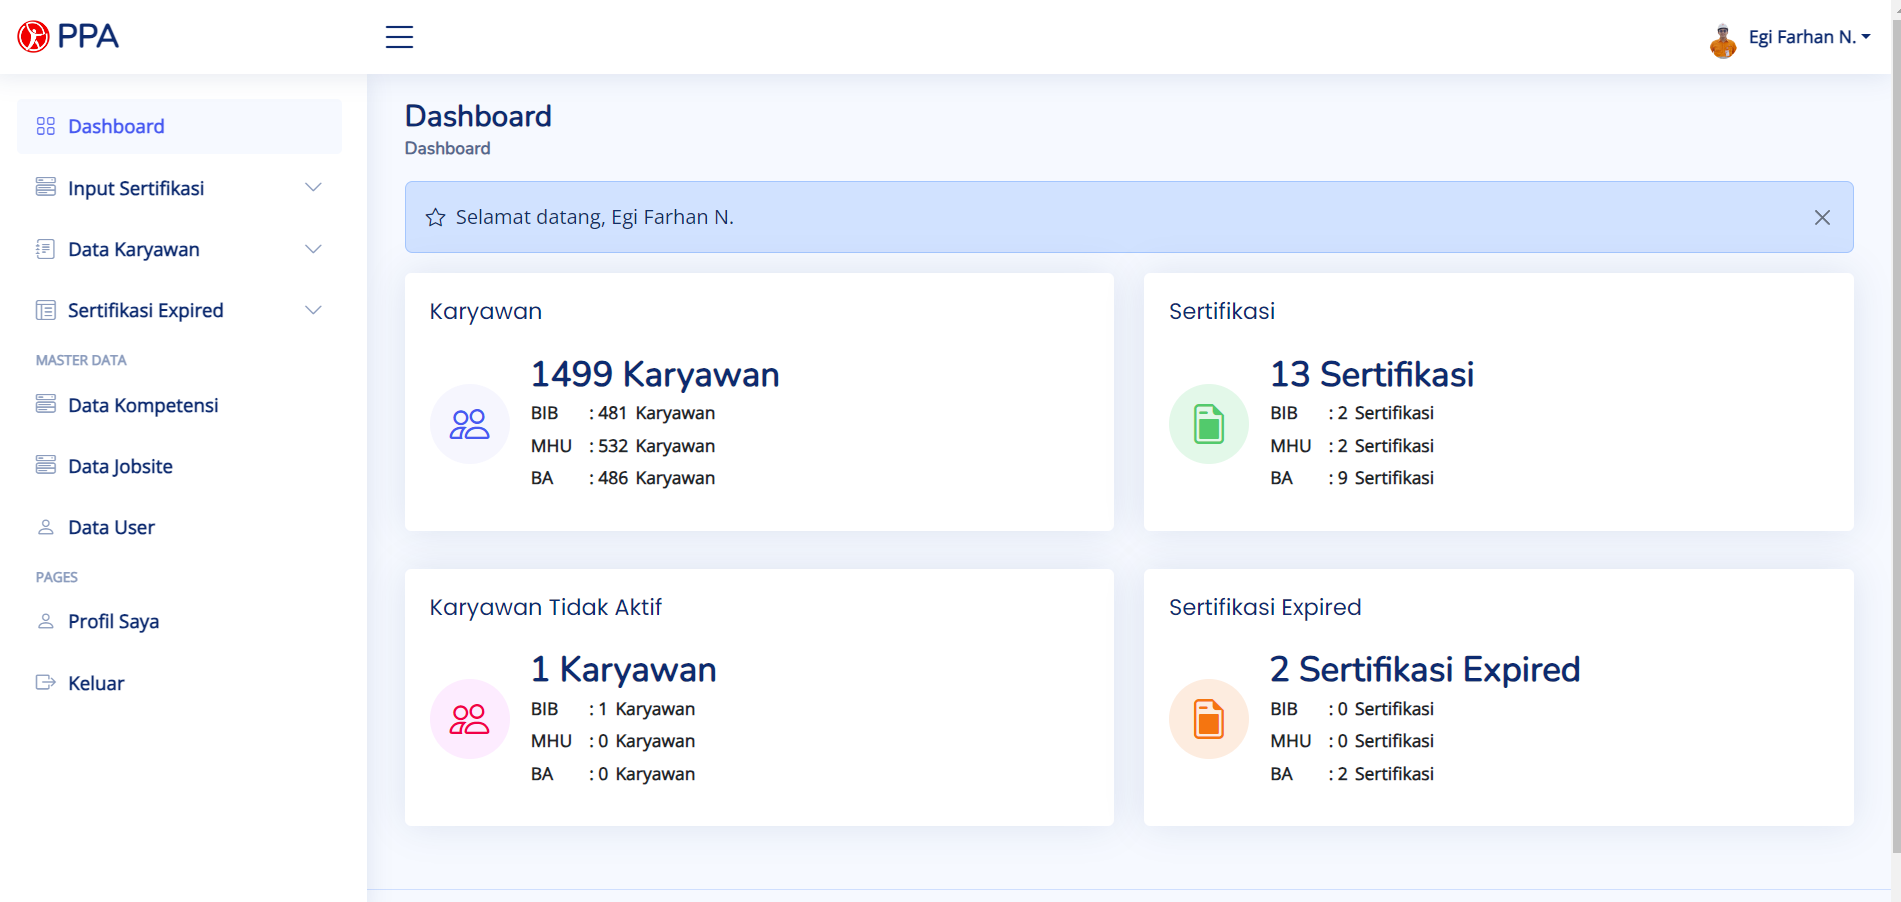 PPA
Egi Farhan N.
Dashboard
Input Sertifikasi
Data Karyawan
Sertifikasi Expired
MASTER DATA
Data Kompetensi
Data Jobsite
Data User
PAGES
Profil Saya
Keluar
Dashboard
Dashboard
Selamat datang, Egi Farhan N.
Karyawan
1499 Karyawan
BIB : 481 Karyawan
MHU : 532 Karyawan
BA : 486 Karyawan
Sertifikasi
13 Sertifikasi
BIB : 2 Sertifikasi
MHU : 2 Sertifikasi
BA : 9 Sertifikasi
Karyawan Tidak Aktif
1 Karyawan
BIB : 1 Karyawan
MHU : 0 Karyawan
BA : 0 Karyawan
Sertifikasi Expired
2 Sertifikasi Expired
BIB : 0 Sertifikasi
MHU : 0 Sertifikasi
BA : 2 Sertifikasi